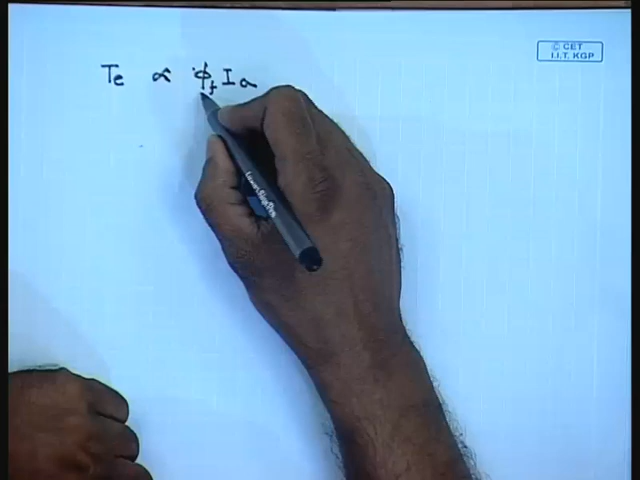 Te ∝ ϕf Ia
© CET
I.I.T. KGP